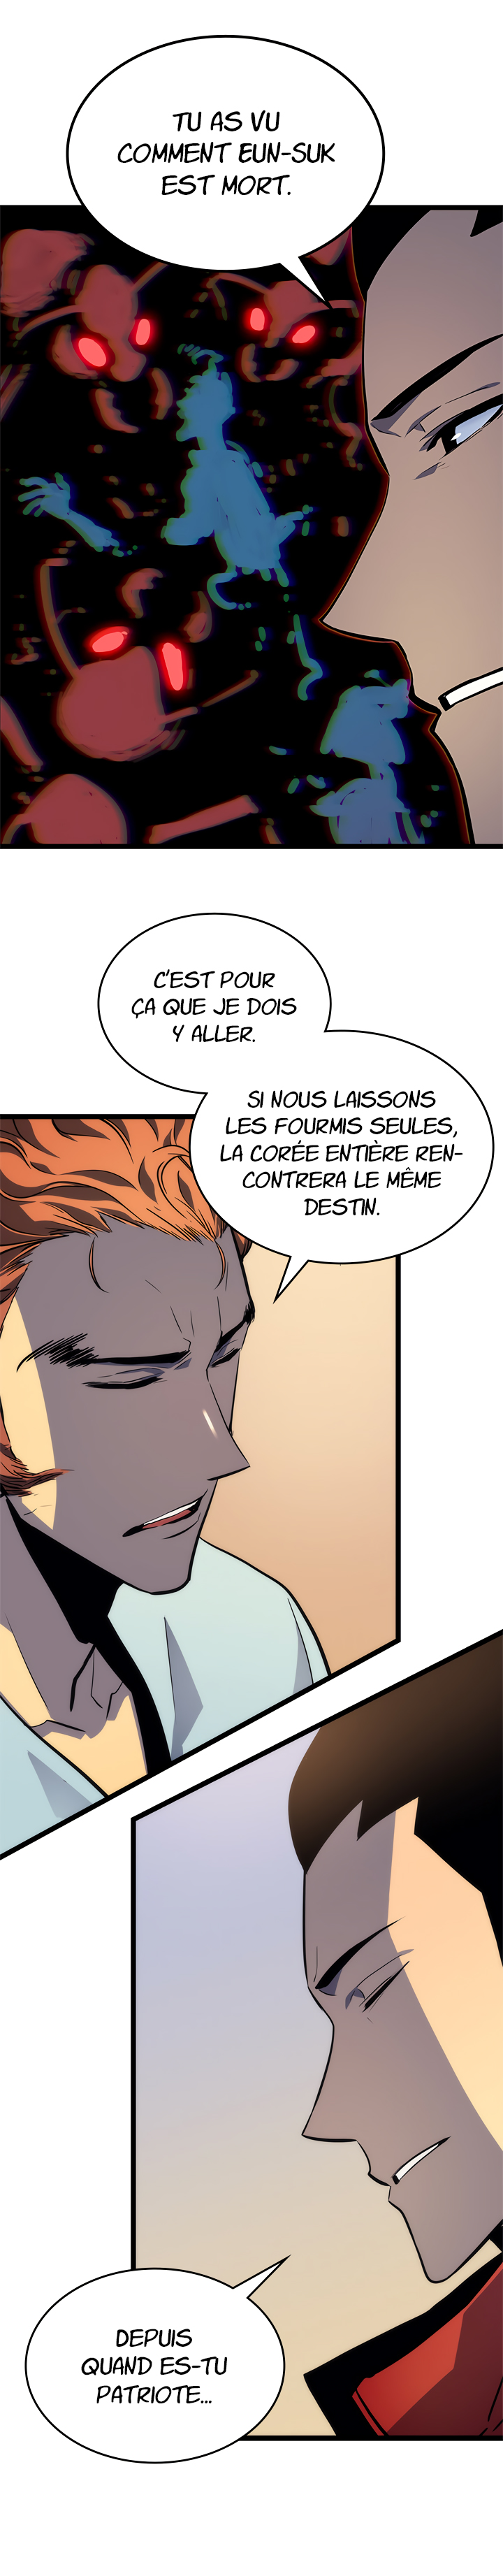 TU AS VU
COMMENT EUN-SUK
EST MORT.
C'EST POUR
ÇA QUE JE DOIS
Y ALLER.
SI NOUS LAISSONS
LES FOURMIS SEULES,
LA CORÉE ENTIÈRE REN-
CONTRERA LE MÊME
DESTIN.
DEPUIS
QUAND ES-TU
PATRIOTE...